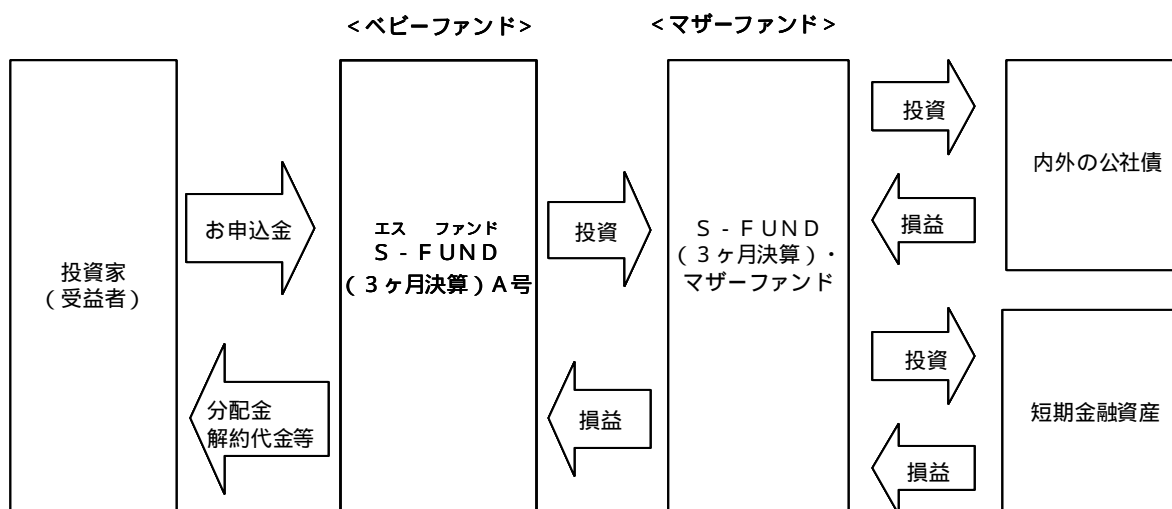 <ベビーファンド>
<マザーファンド>
投資家
(受益者)
お申込金
分配金
解約代金等
エス ファンド
S-FUND
(3ヶ月決算)A号
投資
損益
S-FUND
(3ヶ月決算)・
マザーファンド
投資
損益
内外の公社債
投資
損益
短期金融資産